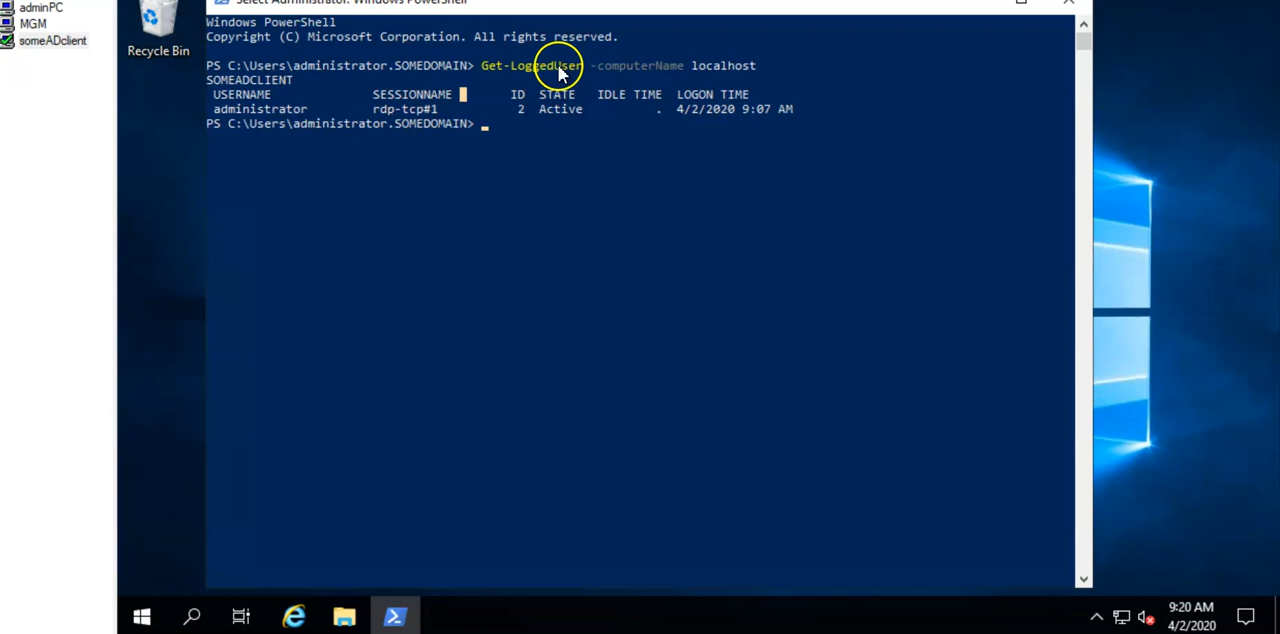 adminPC
MGM
someADclient
Recycle Bin
Select Administrator: Windows PowerShell
Windows PowerShell
Copyright (C) Microsoft Corporation. All rights reserved.
PS C:\Users\administrator.SOMEDOMAIN> Get-LoggedUser -computerName localhost
SOMEADCLIENT
USERNAME SESSIONNAME ID STATE IDLE TIME LOGON TIME
administrator rdp-tcp#1 2 Active . 4/2/2020 9:07 AM
PS C:\Users\administrator.SOMEDOMAIN>
9:20 AM
4/2/2020